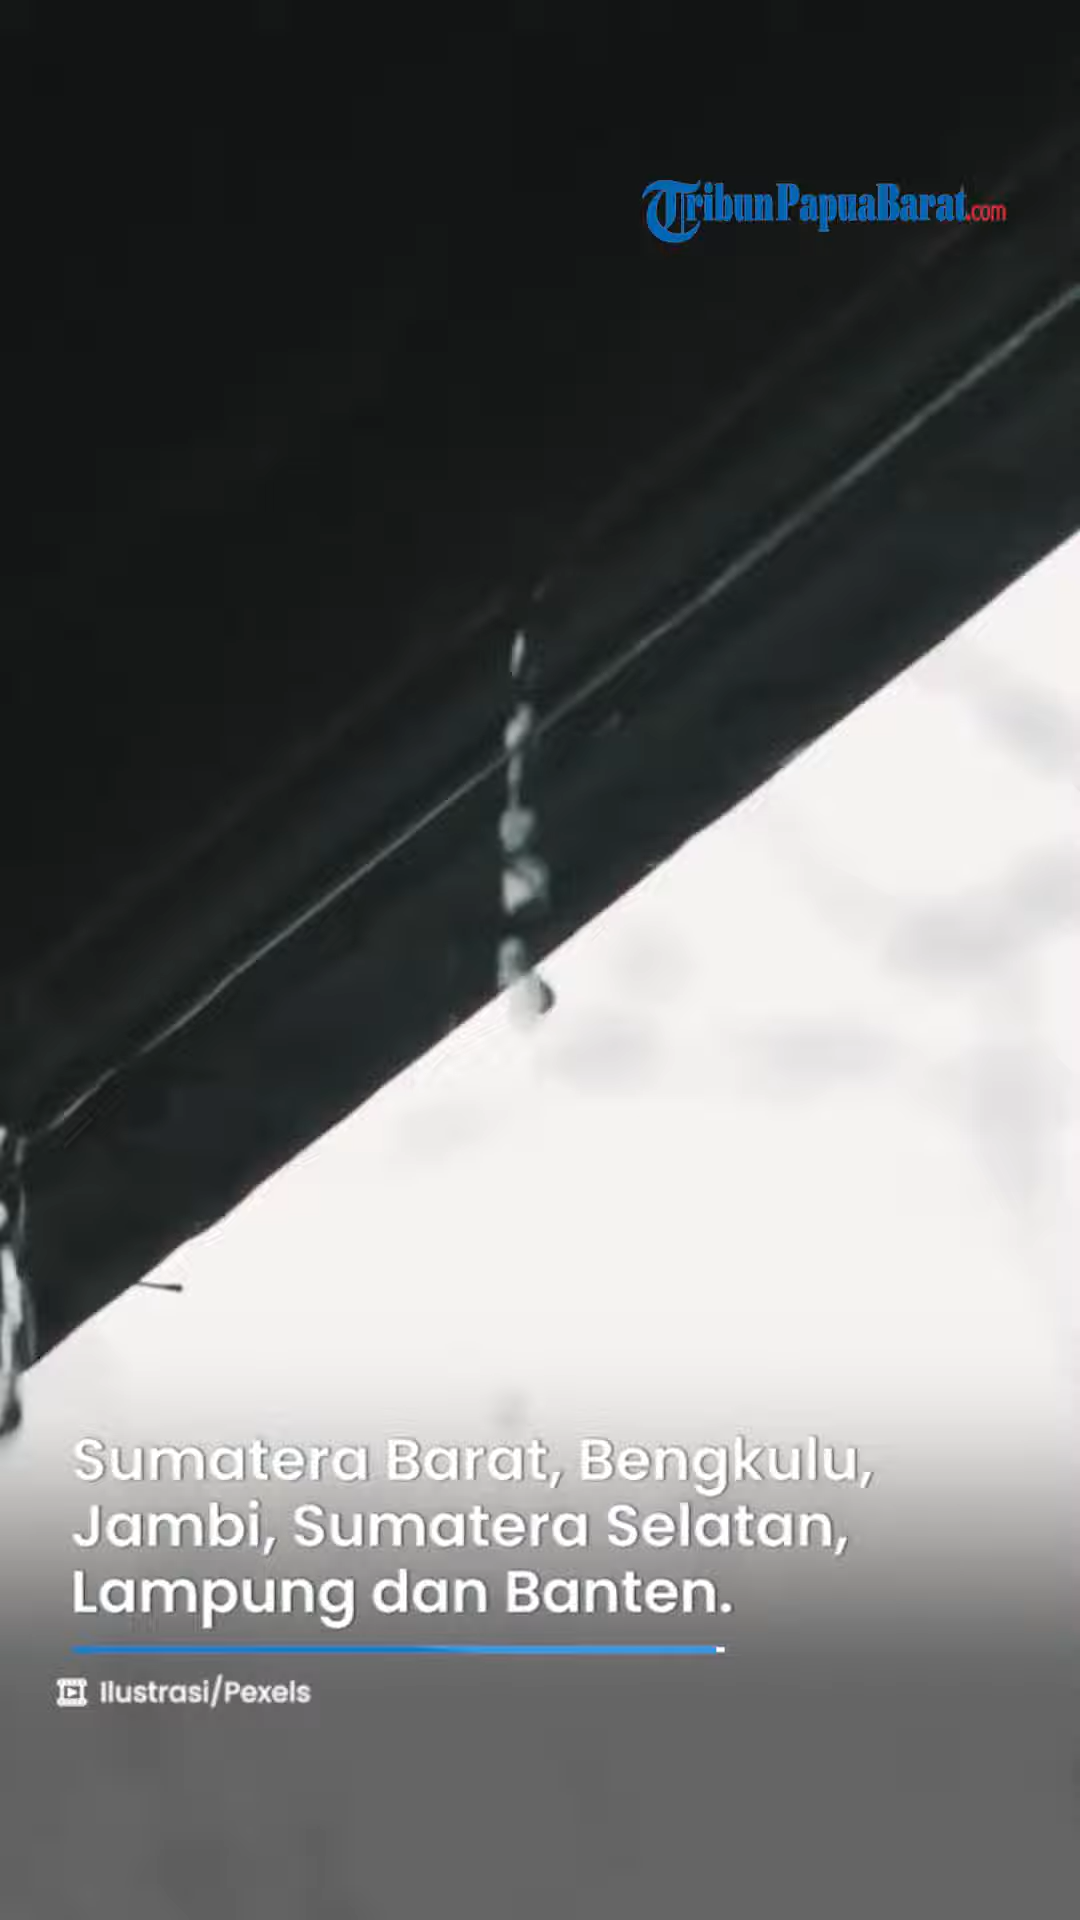 TribunPapuaBarat.com
Sumatera Barat, Bengkulu,
Jambi, Sumatera Selatan,
Lampung dan Banten.
Ilustrasi/Pexels